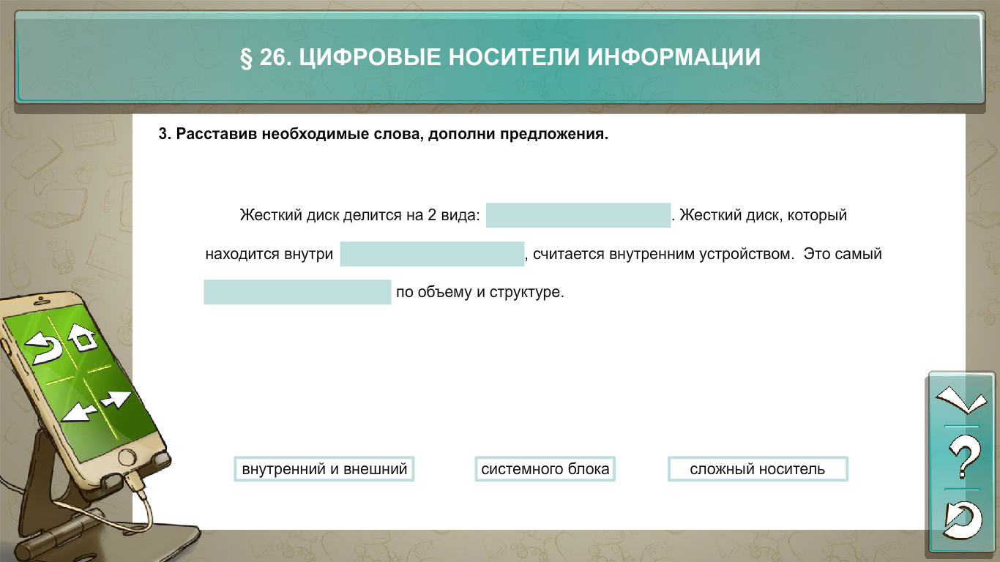 § 26. ЦИФРОВЫЕ НОСИТЕЛИ ИНФОРМАЦИИ
3. Расставив необходимые слова, дополни предложения.
Жесткий диск делится на 2 вида: . Жесткий диск, который
находится внутри , считается внутренним устройством. Это самый
по объему и структуре.
внутренний и внешний системного блока сложный носитель